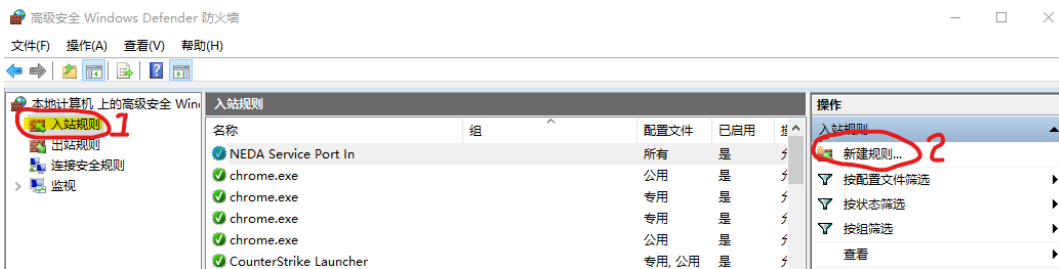 高级安全 Windows Defender 防火墙
文件(F) 操作(A) 查看(V) 帮助(H)
本地计算机 上的高级安全 Win
入站规则 1
出站规则
连接安全规则
监视
入站规则
名称 组 配置文件 已启用
NEDA Service Port In 所有 是
chrome.exe 公用 是
chrome.exe 专用 是
chrome.exe 专用 是
chrome.exe 公用 是
CounterStrike Launcher 专用, 公用 是
操作
入站规则
新建规则... 2
按配置文件筛选
按状态筛选
按组筛选
查看